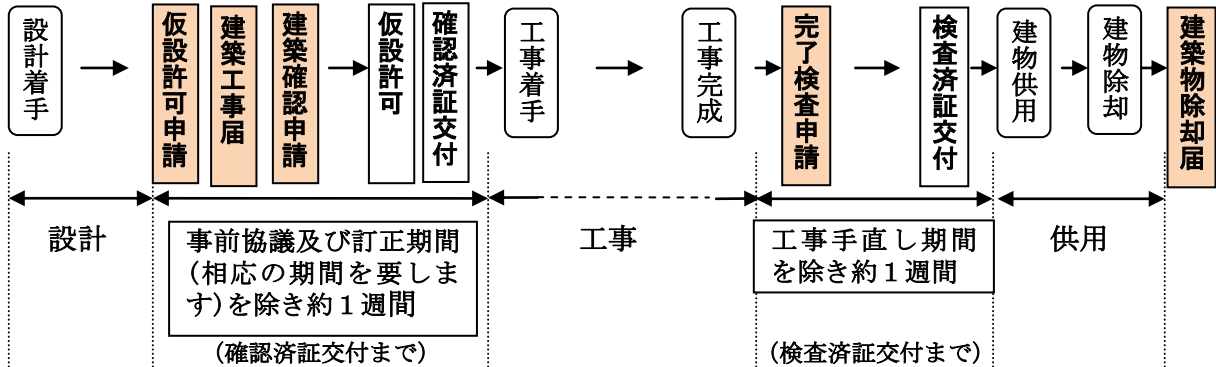 設計着手
仮設許可申請
建築工事届
建築確認申請
仮設許可
確認済証交付
工事着手
工事完成
完了検査申請
検査済証交付
建物供用
建物除却
建築物除却届
設計
事前協議及び訂正期間
(相応の期間を要しま
す)を除き約１週間
(確認済証交付まで)
工事
工事手直し期間
を除き約１週間
(検査済証交付まで)
供用